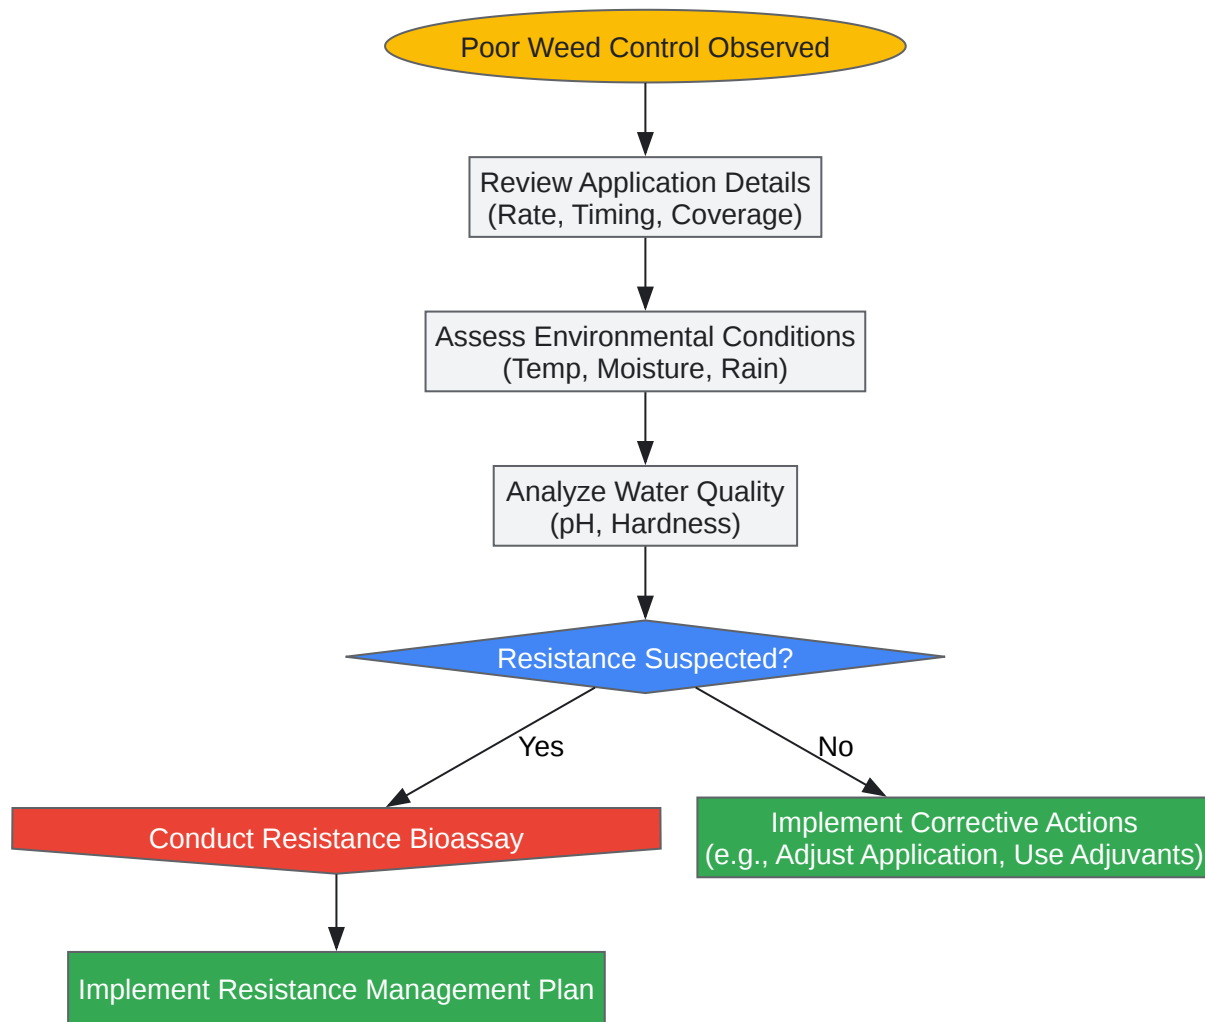 Poor Weed Control Observed
Review Application Details
(Rate, Timing, Coverage)
Assess Environmental Conditions
(Temp, Moisture, Rain)
Analyze Water Quality
(pH, Hardness)
Resistance Suspected?
Yes
No
Conduct Resistance Bioassay
Implement Corrective Actions
(e.g., Adjust Application, Use Adjuvants)
Implement Resistance Management Plan